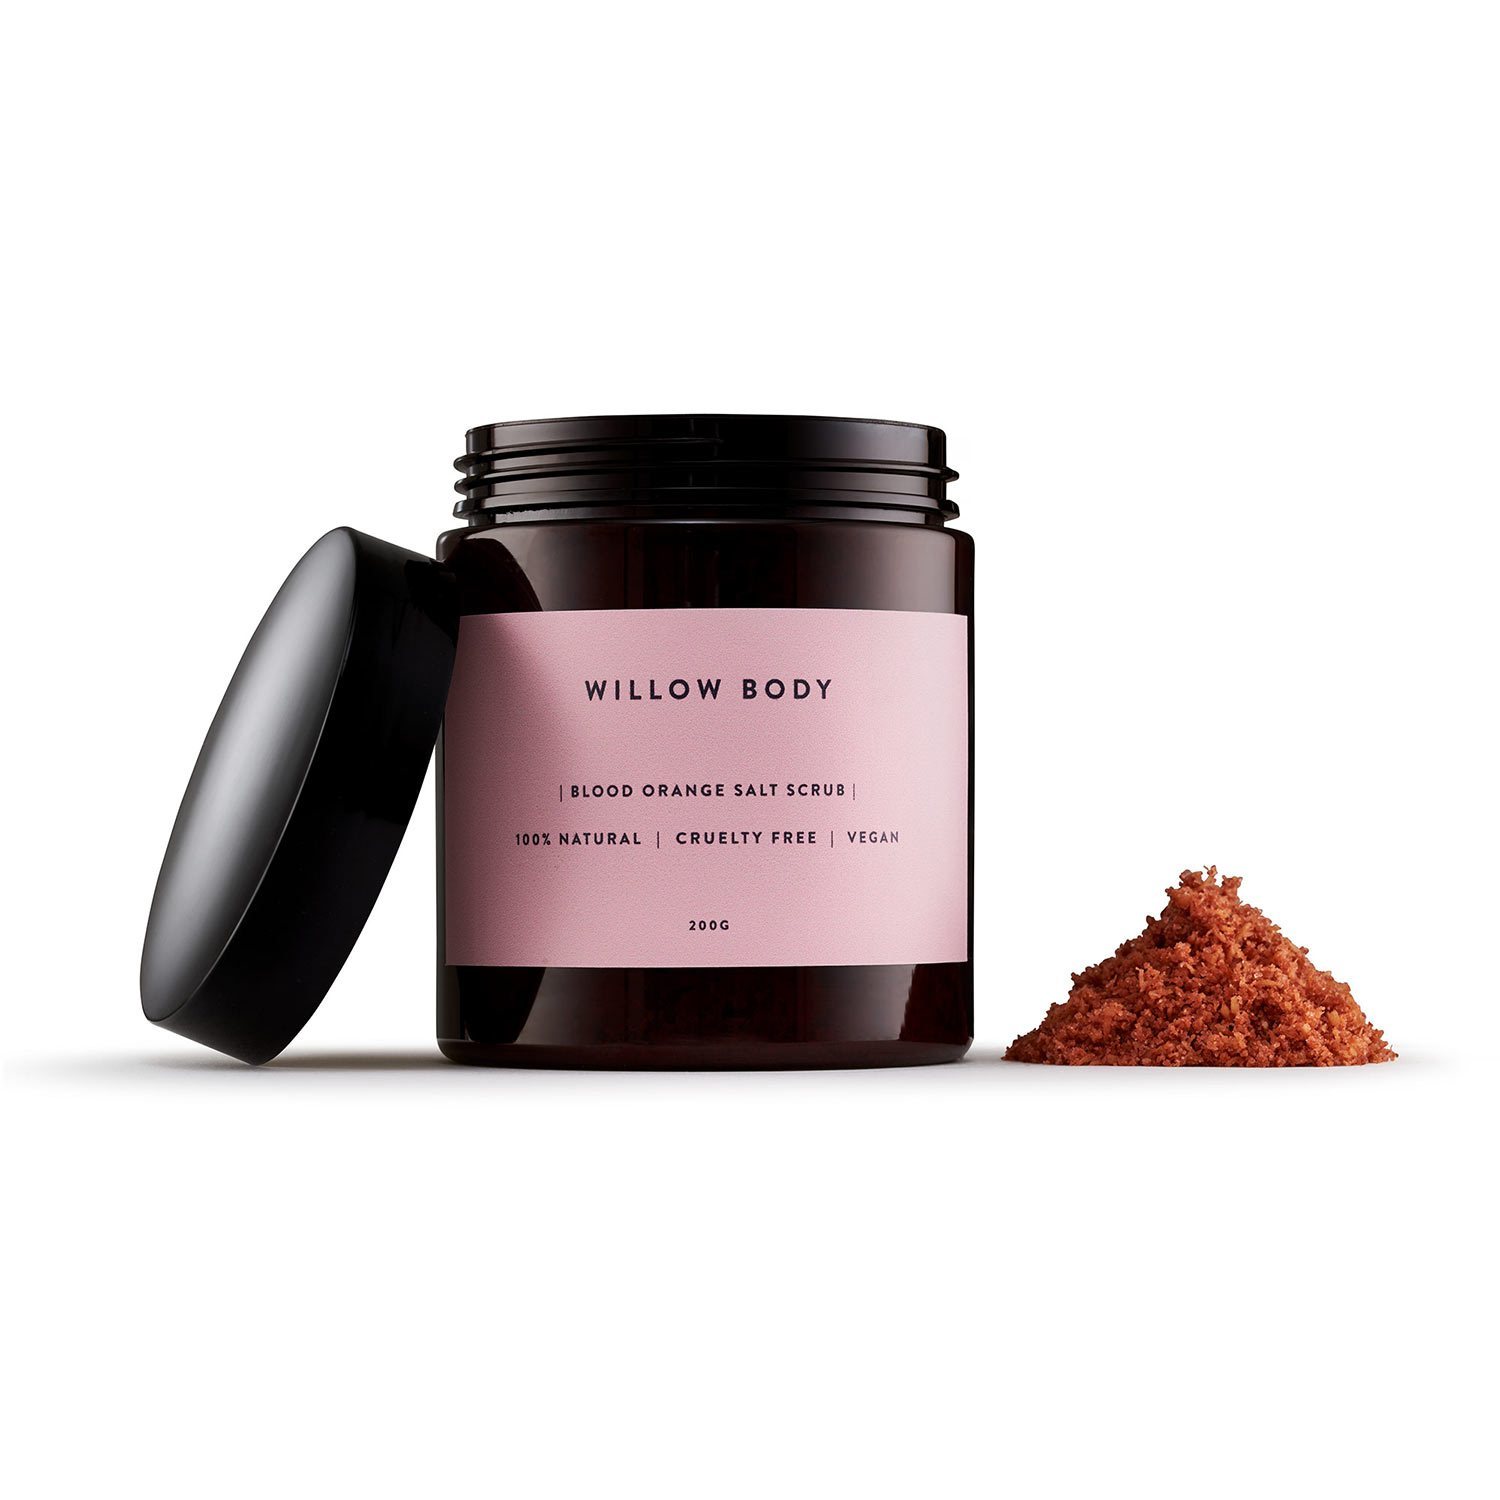 WILLOW BODY
| BLOOD ORANGE SALT SCRUB |
100% NATURAL | CRUELTY FREE | VEGAN
200G